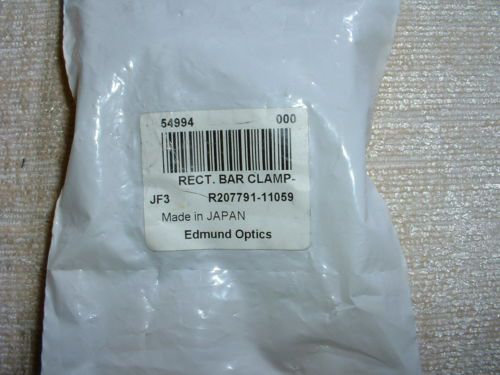 54994 000
RECT. BAR CLAMP-
JF3 R207791-11059
Made in JAPAN
Edmund Optics